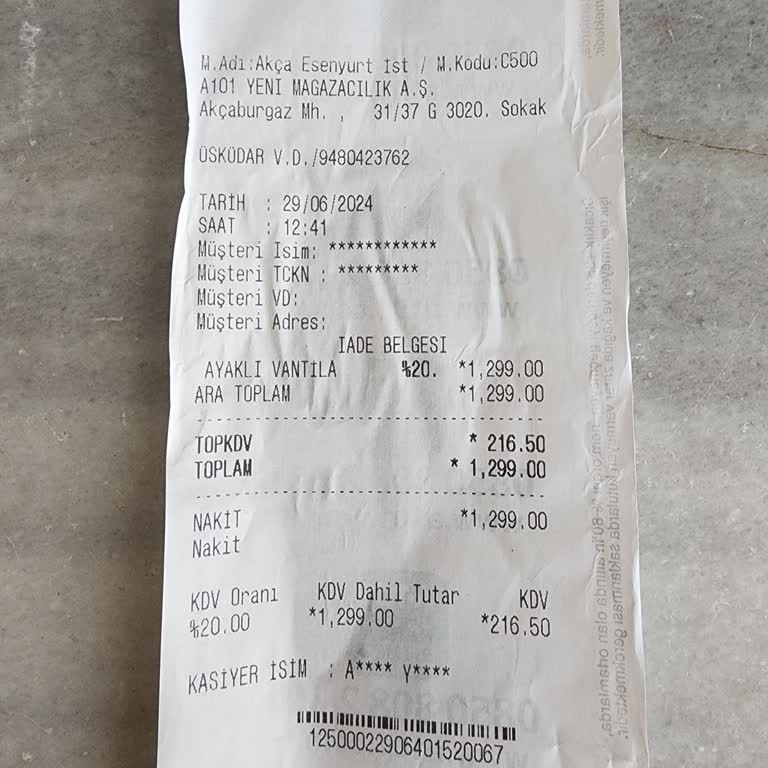 M.Adı:Akça Esenyurt İst / M.Kodu:C500
A101 YENİ MAGAZACILIK A.Ş.
Akçaburgaz Mh. , 31/37 G 3020. Sokak
ÜSKÜDAR V.D./9480423762
TARİH : 29/06/2024
SAAT : 12:41
Müşteri İsim: ************
Müşteri TCKN : *********
Müşteri VD:
Müşteri Adres:
İADE BELGESİ
AYAKLI VANTİLA %20. *1,299.00
ARA TOPLAM *1,299.00
TOPKDV * 216.50
TOPLAM * 1,299.00
NAKİT *1,299.00
Nakit
KDV Oranı KDV Dahil Tutar KDV
%20.00 *1,299.00 *216.50
KASİYER İSİM : A**** Y****
12500022906401520067